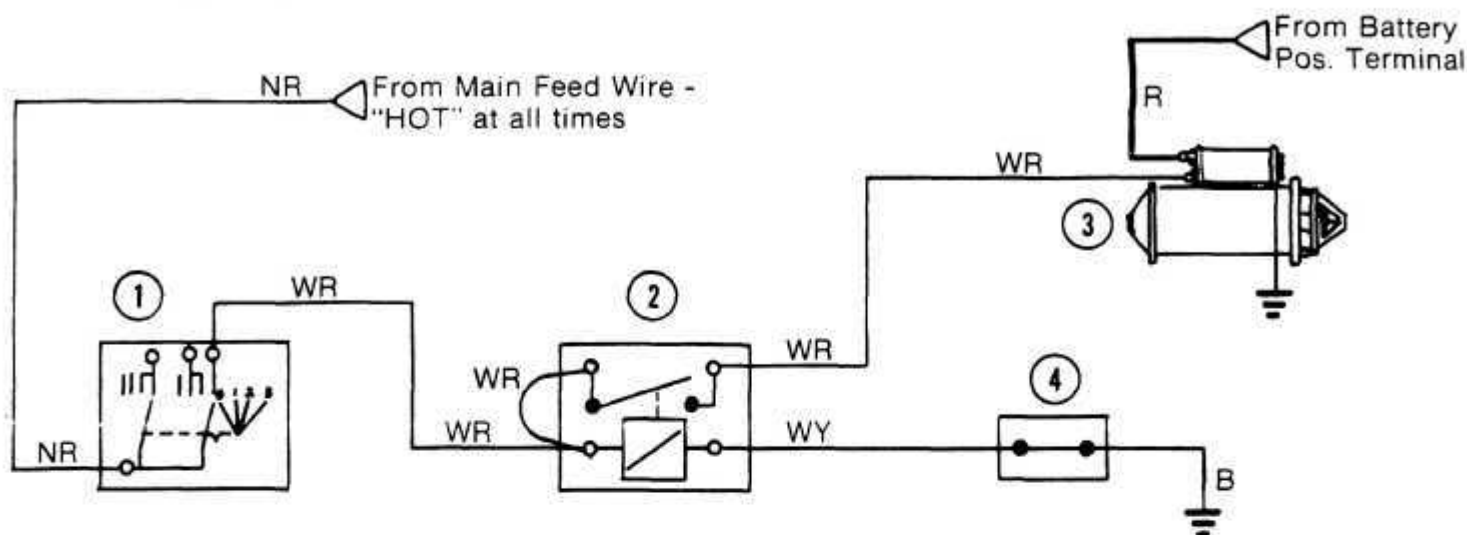 From Battery
Pos. Terminal
NR
From Main Feed Wire -
"HOT" at all times
R
WR
3
1
WR
2
WR
WR
4
WR
WY
NR
B